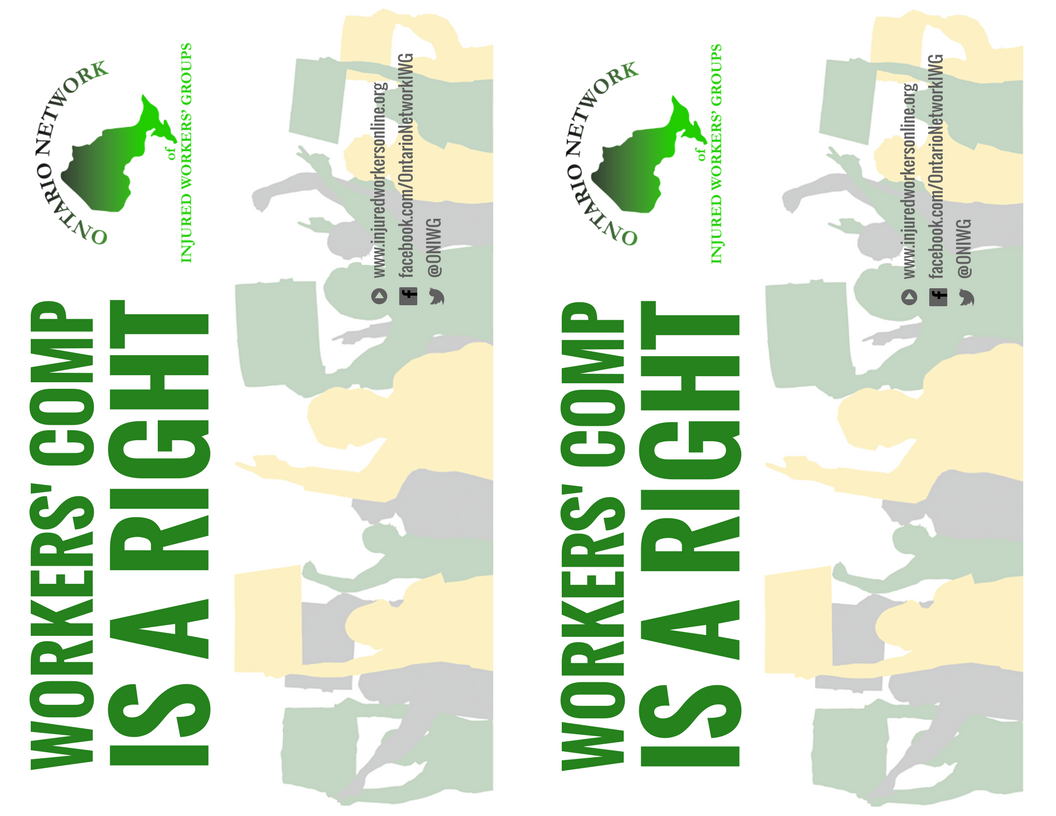 WORKERS' COMP
IS A RIGHT
ONTARIO NETWORK
of
INJURED WORKERS' GROUPS
www.injuredworkersonline.org
facebook.com/OntarioNetworkIWG
@ONIWG
WORKERS' COMP
IS A RIGHT
ONTARIO NETWORK
of
INJURED WORKERS' GROUPS
www.injuredworkersonline.org
facebook.com/OntarioNetworkIWG
@ONIWG